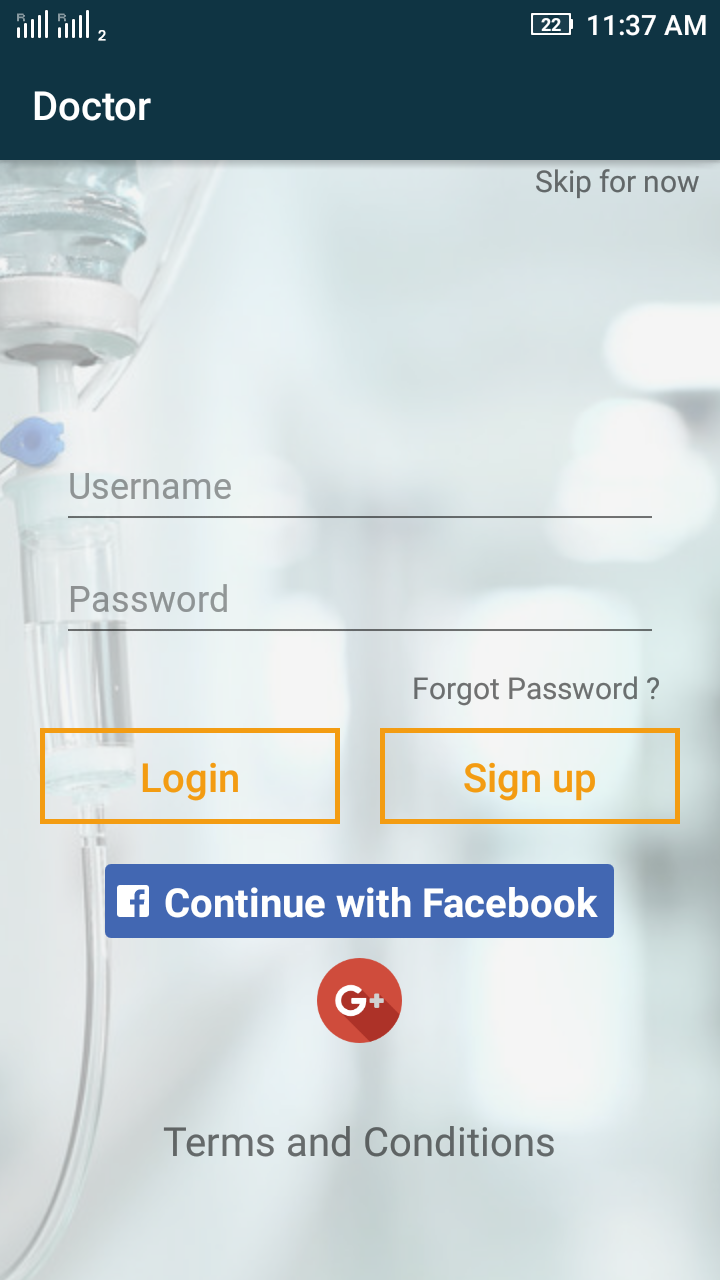 R R 2 22 11:37 AM
Doctor
Skip for now
Username
Password
Forgot Password ?
Login Sign up
Continue with Facebook
G+
Terms and Conditions